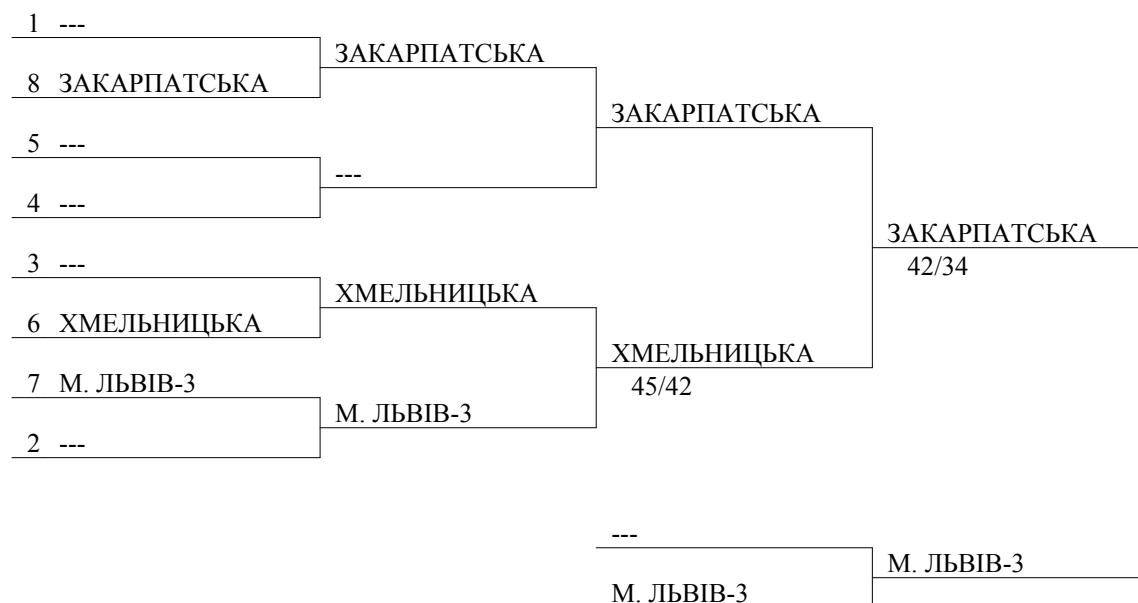 1 ---
ЗАКАРПАТСЬКА
8 ЗАКАРПАТСЬКА
ЗАКАРПАТСЬКА
5 ---
---
4 ---
ЗАКАРПАТСЬКА
42/34
3 ---
ХМЕЛЬНИЦЬКА
6 ХМЕЛЬНИЦЬКА
ХМЕЛЬНИЦЬКА
45/42
7 М. ЛЬВІВ-3
М. ЛЬВІВ-3
2 ---
---
М. ЛЬВІВ-3
М. ЛЬВІВ-3